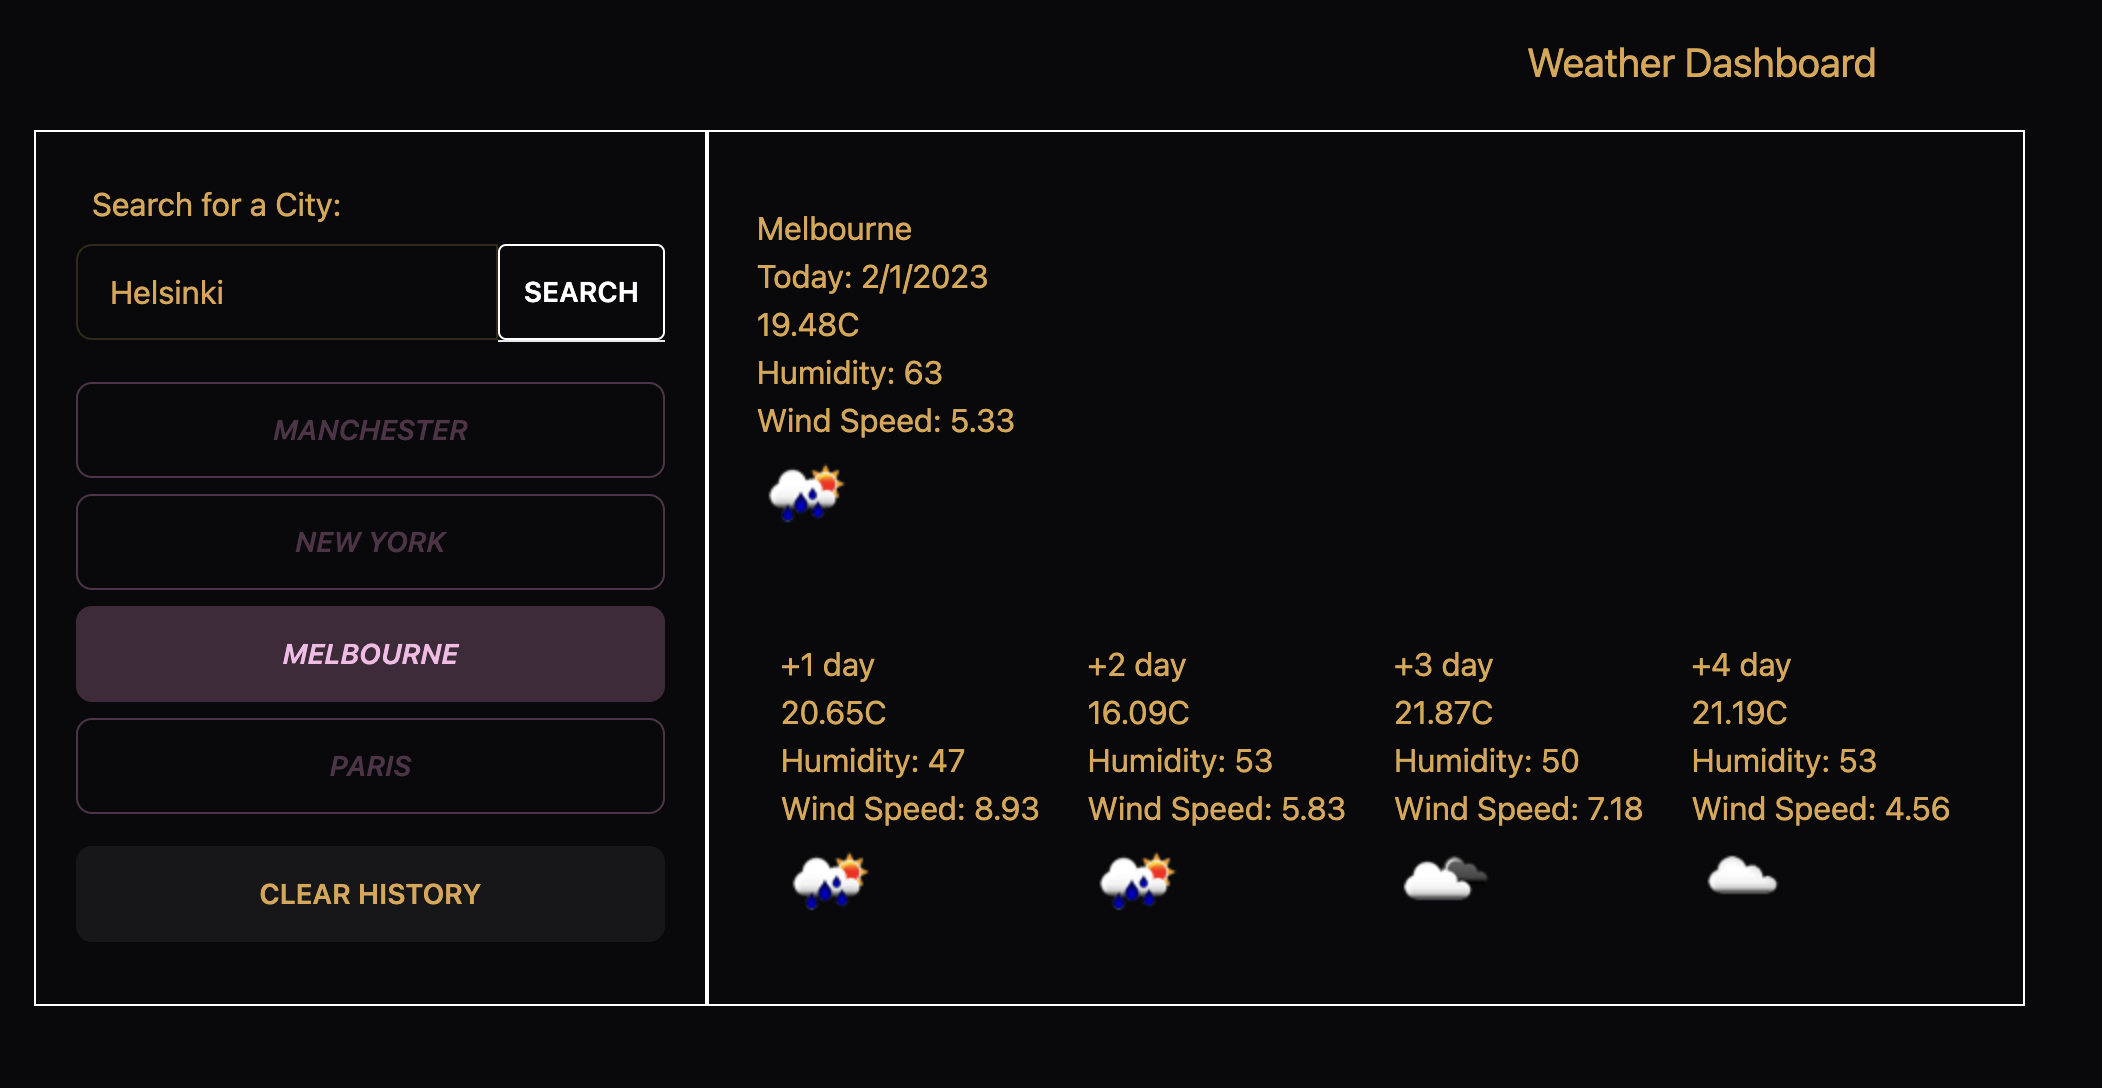 Weather Dashboard
Search for a City:
Helsinki
SEARCH
MANCHESTER
NEW YORK
MELBOURNE
PARIS
CLEAR HISTORY
Melbourne
Today: 2/1/2023
19.48C
Humidity: 63
Wind Speed: 5.33
+1 day
20.65C
Humidity: 47
Wind Speed: 8.93
+2 day
16.09C
Humidity: 53
Wind Speed: 5.83
+3 day
21.87C
Humidity: 50
Wind Speed: 7.18
+4 day
21.19C
Humidity: 53
Wind Speed: 4.56